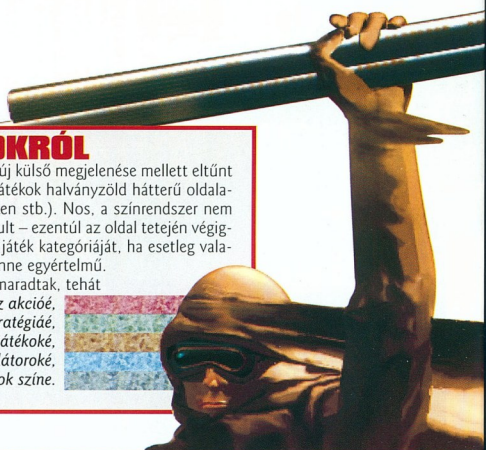 OKRÓL
új külső megjelenése mellett eltűnt
átékok halványzöld hátterű oldala-
en stb.). Nos, a színrendszer nem
ult – ezentúl az oldal tetején végig-
játék kategóriáját, ha esetleg vala-
nne egyértelmű.
maradtak, tehát
z akcióé,
ratégiáé,
átékoké,
látoroké,
ok színe.